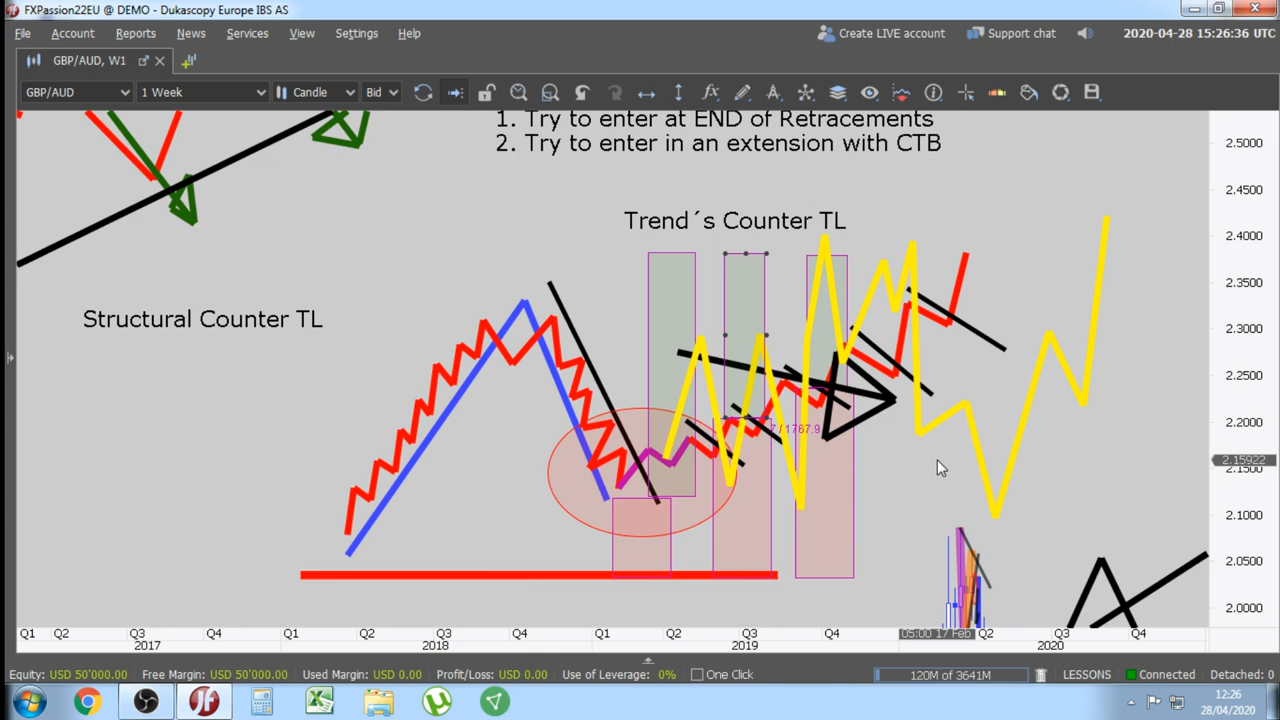 FXPassion22EU @ DEMO - Dukascopy Europe IBS AS
File Account Reports News Services View Settings Help
Create LIVE account Support chat 2020-04-28 15:26:36 UTC
GBP/AUD, W1
GBP/AUD 1 Week Candle Bid
1. Try to enter at END of Retracements
2. Try to enter in an extension with CTB
Trend´s Counter TL
Structural Counter TL
7 / 1767.9
2.5000
2.4500
2.4000
2.3500
2.3000
2.2500
2.2000
2.15922
2.1500
2.1000
2.0500
2.0000
Q1 Q2 Q3 Q4 Q1 Q2 Q3 Q4 Q1 Q2 Q3 Q4 05:00 17 Feb Q2 Q3 Q4
2017 2018 2019 2020
Equity: USD 50'000.00 Free Margin: USD 50'000.00 Used Margin: USD 0.00 Profit/Loss: USD 0.00 Use of Leverage: 0% One Click 120M of 3641M LESSONS Connected Detached: 0
12:26
28/04/2020